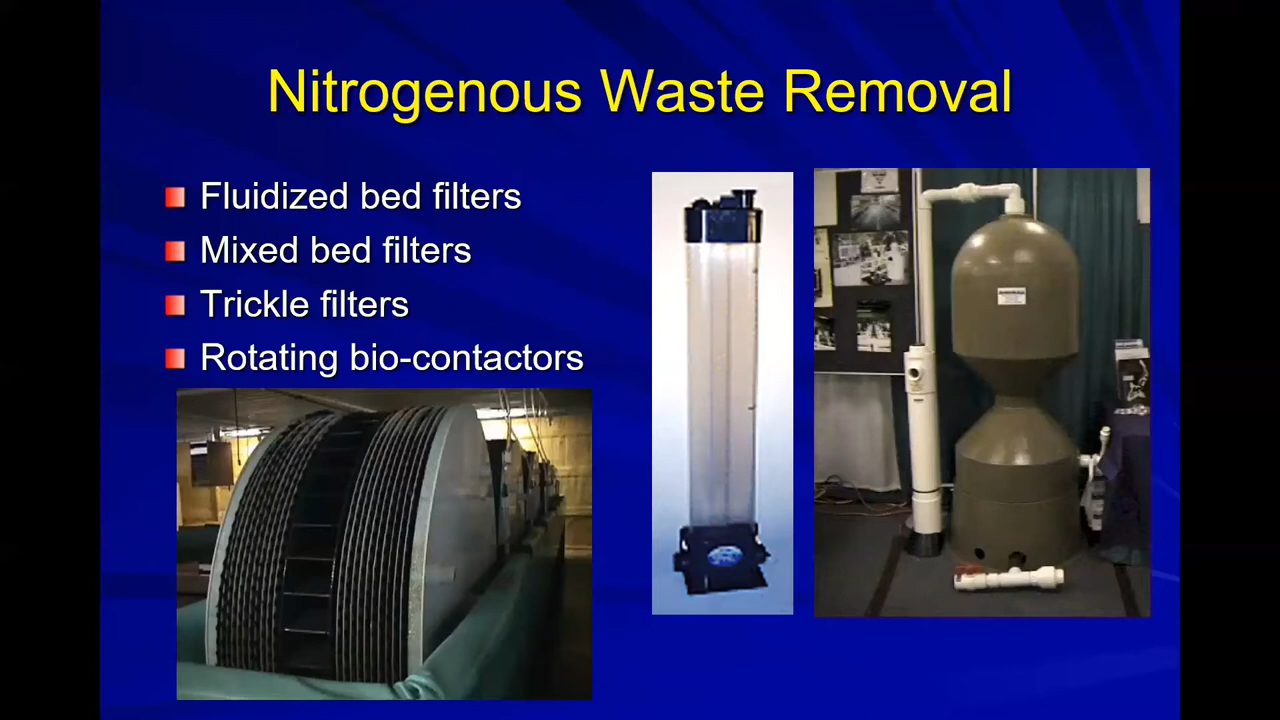 Nitrogenous Waste Removal
Fluidized bed filters
Mixed bed filters
Trickle filters
Rotating bio-contactors